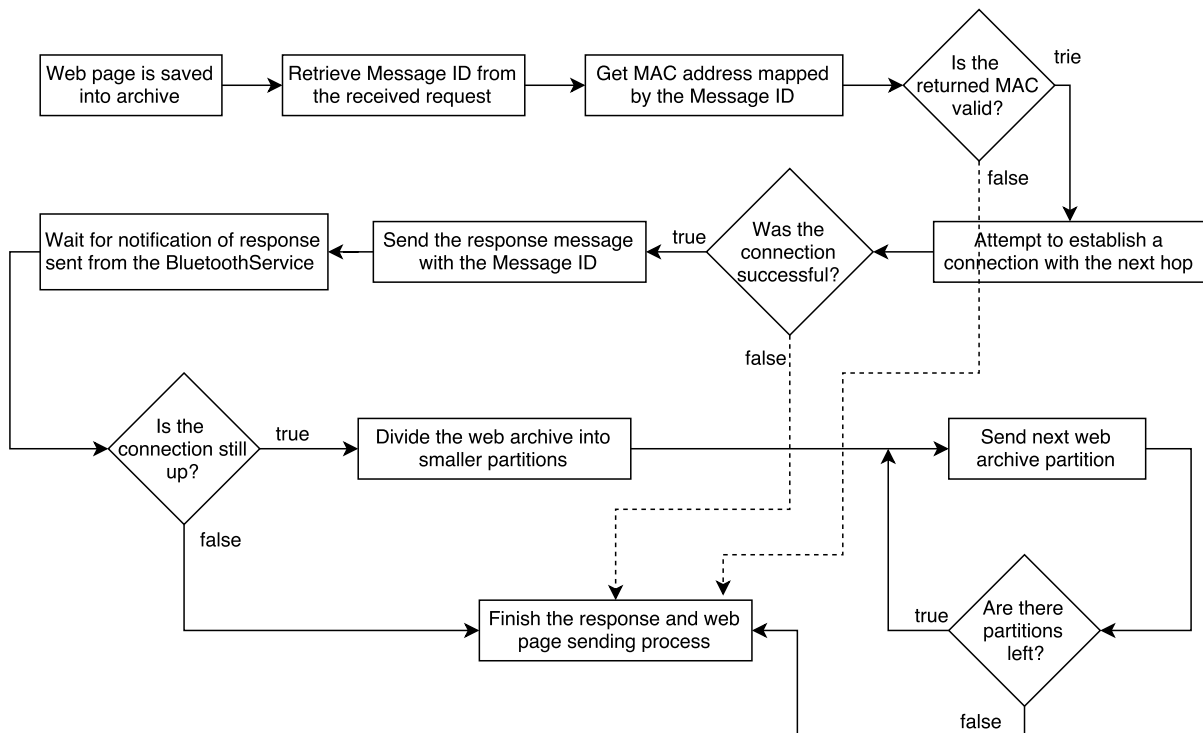 Web page is saved
into archive
Retrieve Message ID from
the received request
Get MAC address mapped
by the Message ID
Is the
returned MAC
valid?
trie
false
Attempt to establish a
connection with the next hop
Was the
connection
successful?
true
false
Send the response message
with the Message ID
Wait for notification of response
sent from the BluetoothService
Is the
connection still
up?
true
false
Divide the web archive into
smaller partitions
Send next web
archive partition
Are there
partitions
left?
true
false
Finish the response and web
page sending process